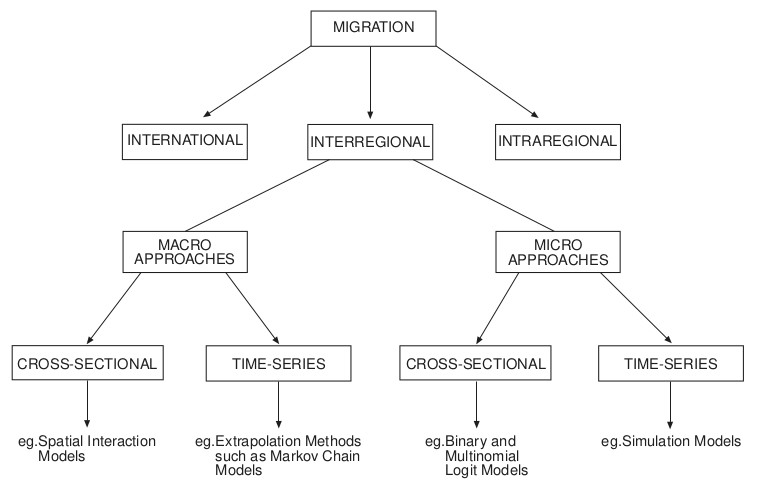 MIGRATION
INTERNATIONAL
INTERREGIONAL
INTRAREGIONAL
MACRO
APPROACHES
MICRO
APPROACHES
CROSS-SECTIONAL
TIME-SERIES
CROSS-SECTIONAL
TIME-SERIES
eg.Spatial Interaction
Models
eg.Extrapolation Methods
such as Markov Chain
Models
eg.Binary and
Multinomial
Logit Models
eg.Simulation Models